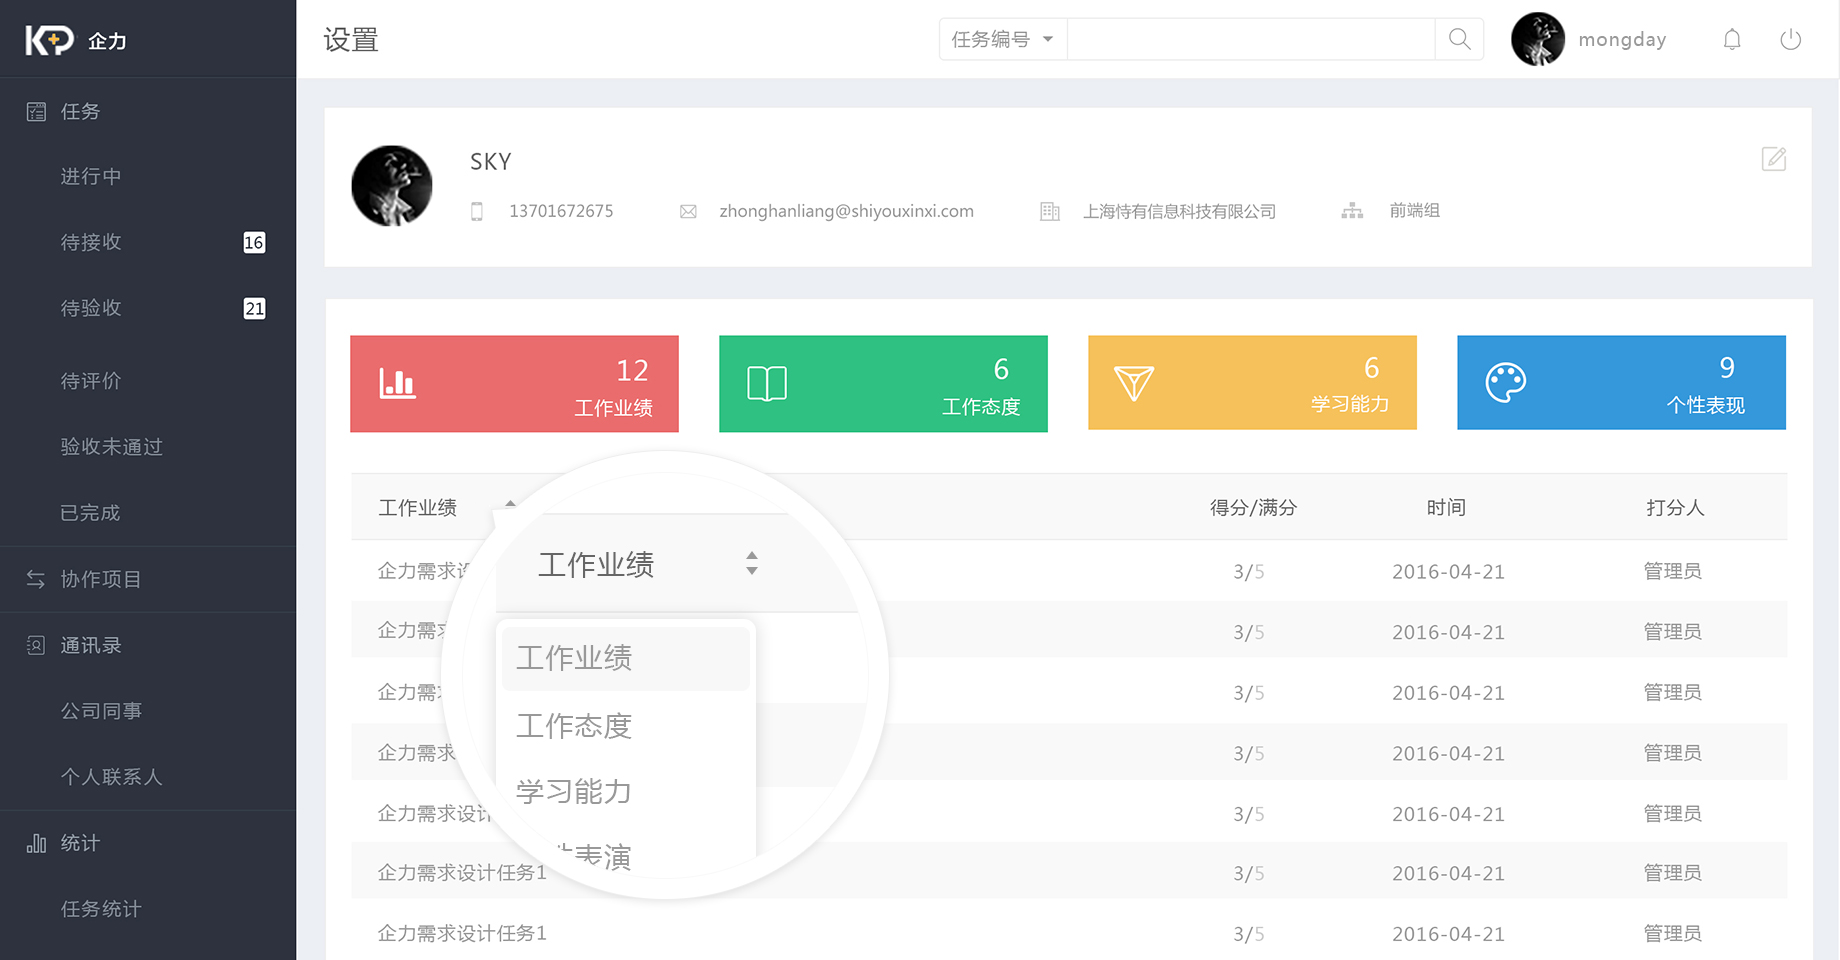 KP 企力
设置
任务编号
mongday
任务
进行中
待接收 16
待验收 21
待评价
验收未通过
已完成
协作项目
通讯录
公司同事
个人联系人
统计
任务统计
SKY
13701672675 zhonghanliang@shiyouxinxi.com 上海恃有信息科技有限公司 前端组
12
工作业绩
6
工作态度
6
学习能力
9
个性表现
工作业绩 得分/满分 时间 打分人
企力需求设 3/5 2016-04-21 管理员
企力需求 3/5 2016-04-21 管理员
企力需求 3/5 2016-04-21 管理员
企力需求 3/5 2016-04-21 管理员
企力需求设计 3/5 2016-04-21 管理员
企力需求设计任务1 3/5 2016-04-21 管理员
企力需求设计任务1 3/5 2016-04-21 管理员
工作业绩
工作业绩
工作态度
学习能力
表演